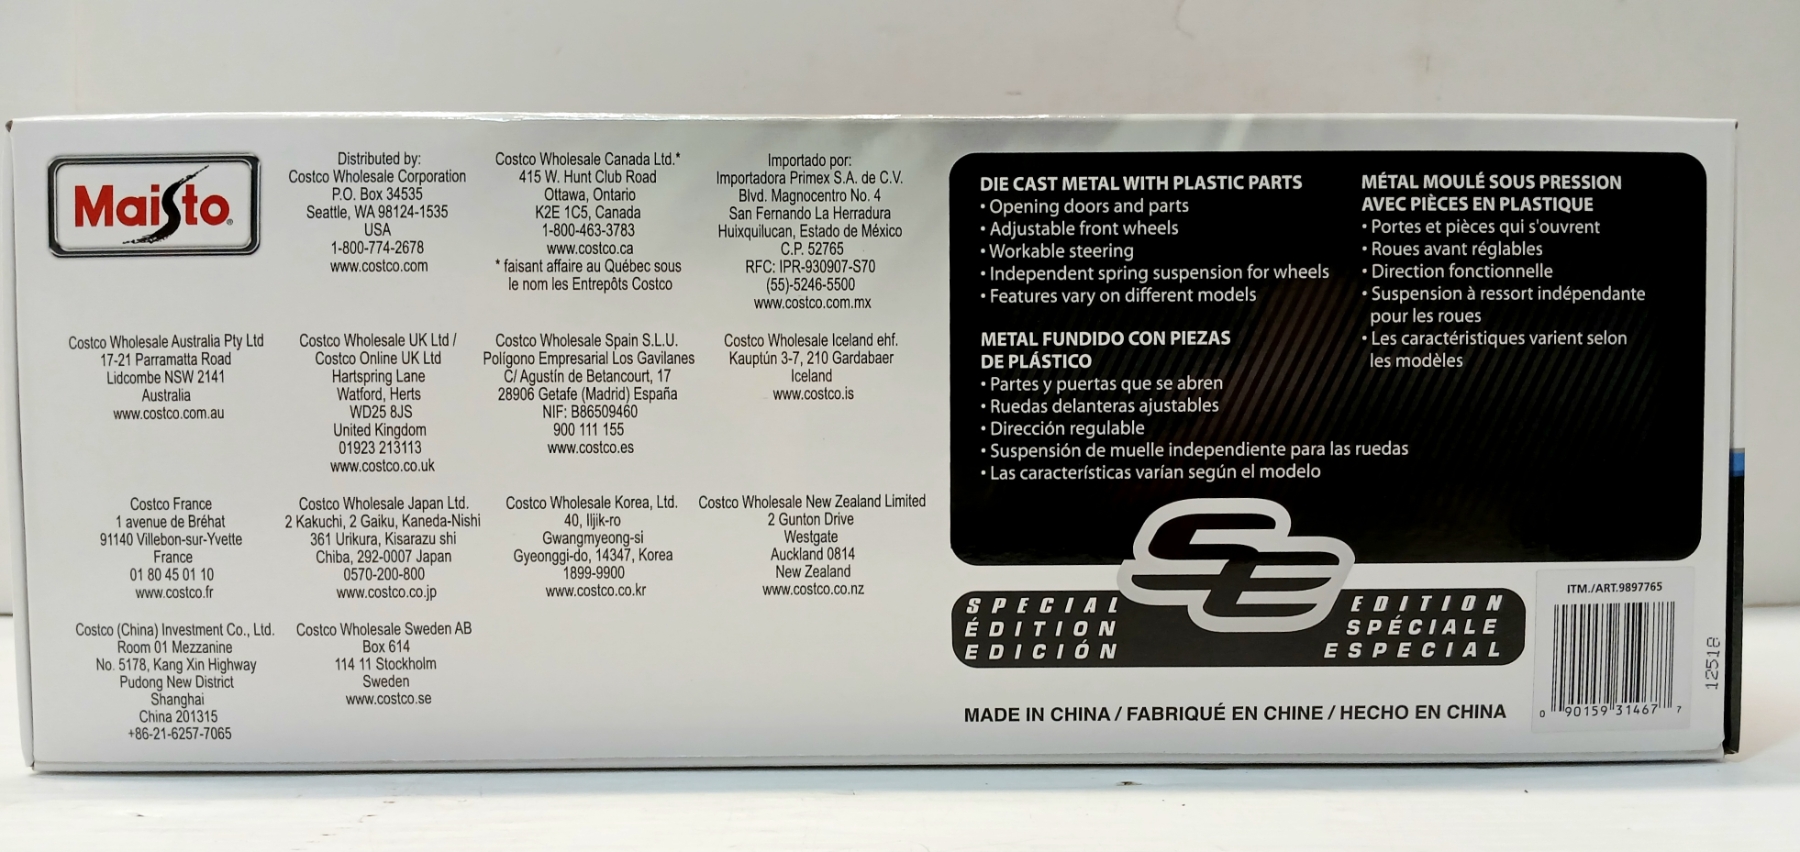 Maisto
Distributed by:
Costco Wholesale Corporation
P.O. Box 34535
Seattle, WA 98124-1535
USA
1-800-774-2678
www.costco.com
Costco Wholesale Canada Ltd.*
415 W. Hunt Club Road
Ottawa, Ontario
K2E 1C5, Canada
1-800-463-3783
www.costco.ca
* faisant affaire au Québec sous
le nom les Entrepôts Costco
Importado por:
Importadora Primex S.A. de C.V.
Blvd. Magnocentro No. 4
San Fernando La Herradura
Huixquilucan, Estado de México
C.P. 52765
RFC: IPR-930907-S70
(55)-5246-5500
www.costco.com.mx
Costco Wholesale Australia Pty Ltd
17-21 Parramatta Road
Lidcombe NSW 2141
Australia
www.costco.com.au
Costco Wholesale UK Ltd /
Costco Online UK Ltd
Hartspring Lane
Watford, Herts
WD25 8JS
United Kingdom
01923 213113
www.costco.co.uk
Costco Wholesale Spain S.L.U.
Polígono Empresarial Los Gavilanes
C/ Agustín de Betancourt, 17
28906 Getafe (Madrid) España
NIF: B86509460
900 111 155
www.costco.es
Costco Wholesale Iceland ehf.
Kauptún 3-7, 210 Gardabaer
Iceland
www.costco.is
Costco France
1 avenue de Bréhat
91140 Villebon-sur-Yvette
France
01 80 45 01 10
www.costco.fr
Costco Wholesale Japan Ltd.
2 Kakuchi, 2 Gaiku, Kaneda-Nishi
361 Urikura, Kisarazu shi
Chiba, 292-0007 Japan
0570-200-800
www.costco.co.jp
Costco Wholesale Korea, Ltd.
40, Iljik-ro
Gwangmyeong-si
Gyeonggi-do, 14347, Korea
1899-9900
www.costco.co.kr
Costco Wholesale New Zealand Limited
2 Gunton Drive
Westgate
Auckland 0814
New Zealand
www.costco.co.nz
Costco (China) Investment Co., Ltd.
Room 01 Mezzanine
No. 5178, Kang Xin Highway
Pudong New District
Shanghai
China 201315
+86-21-6257-7065
Costco Wholesale Sweden AB
Box 614
114 11 Stockholm
Sweden
www.costco.se
DIE CAST METAL WITH PLASTIC PARTS
• Opening doors and parts
• Adjustable front wheels
• Workable steering
• Independent spring suspension for wheels
• Features vary on different models
METAL FUNDIDO CON PIEZAS
DE PLÁSTICO
• Partes y puertas que se abren
• Ruedas delanteras ajustables
• Dirección regulable
• Suspensión de muelle independiente para las ruedas
• Las características varían según el modelo
MÉTAL MOULÉ SOUS PRESSION
AVEC PIÈCES EN PLASTIQUE
• Portes et pièces qui s'ouvrent
• Roues avant réglables
• Direction fonctionnelle
• Suspension à ressort indépendante
pour les roues
• Les caractéristiques varient selon
les modèles
SE
SPECIAL EDITION
ÉDITION SPÉCIALE
EDICIÓN ESPECIAL
MADE IN CHINA / FABRIQUÉ EN CHINE / HECHO EN CHINA
ITM./ART.9897765
0 90159 31467 7
12518